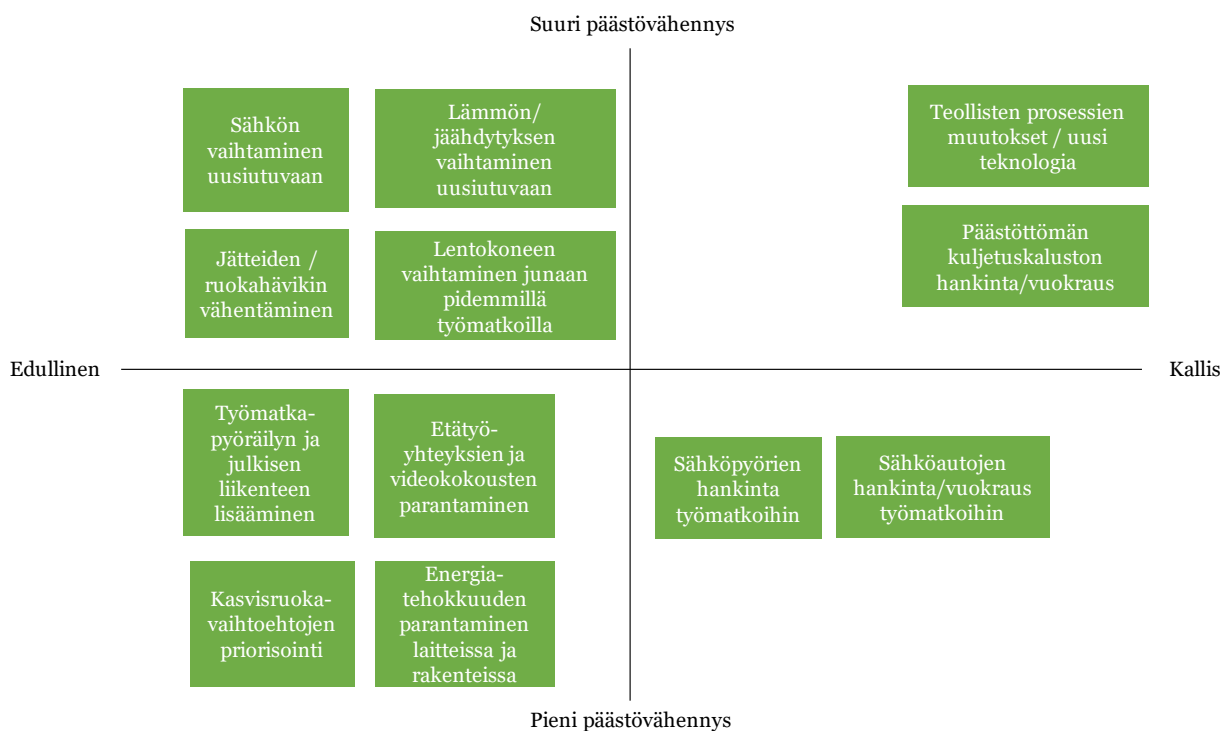 Suuri päästövähennys
Sähkön
vaihtaminen
uusiutuvaan
Lämmön/
jäähdytyksen
vaihtaminen
uusiutuvaan
Teollisten prosessien
muutokset / uusi
teknologia
Jätteiden /
ruokahävikin
vähentäminen
Lentokoneen
vaihtaminen junaan
pidemmillä
työmatkoilla
Päästöttömän
kuljetuskaluston
hankinta/vuokraus
Edullinen
Kallis
Työmatka-
pyöräilyn ja
julkisen
liikenteen
lisääminen
Etätyö-
yhteyksien ja
videokokousten
parantaminen
Sähköpyörien
hankinta
työmatkoihin
Sähköautojen
hankinta/vuokraus
työmatkoihin
Kasvisruoka-
vaihtoehtojen
priorisointi
Energia-
tehokkuuden
parantaminen
laitteissa ja
rakenteissa
Pieni päästövähennys